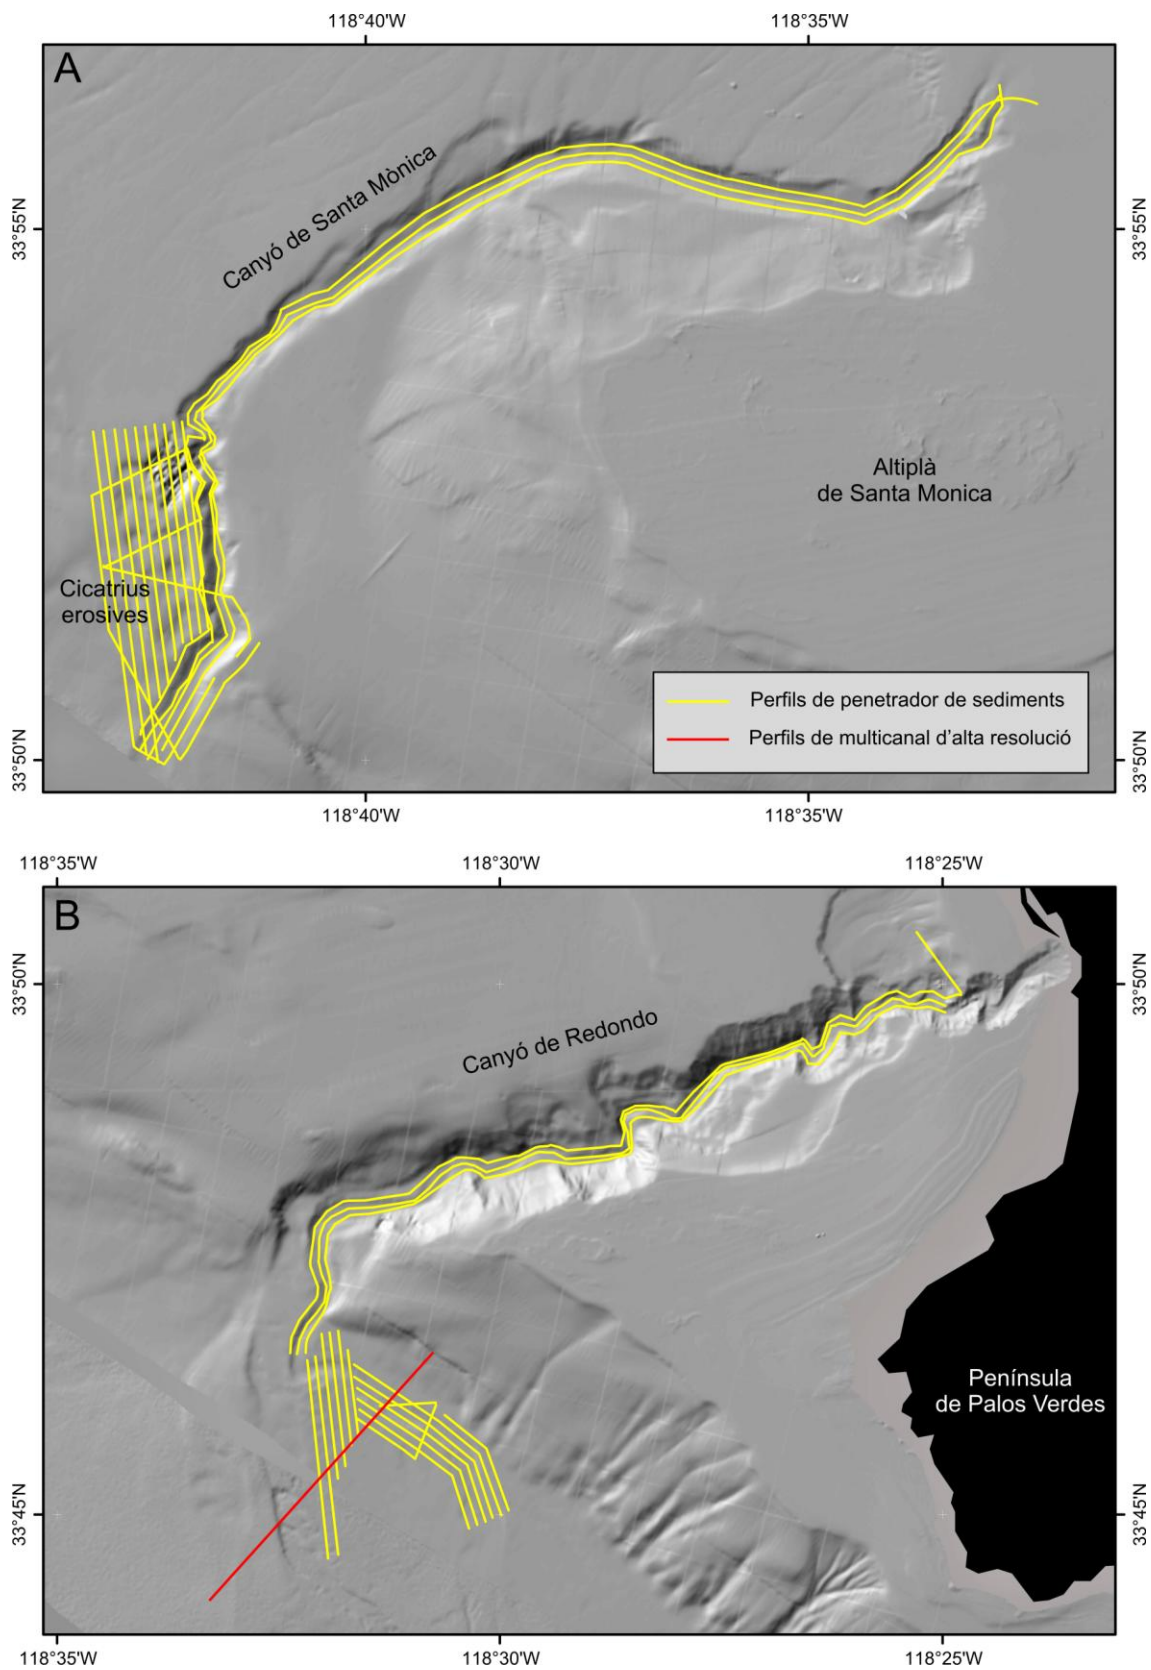 118°40'W
118°35'W
A
Canyó de Santa Mònica
33°55'N
33°55'N
Altiplà
de Santa Monica
Cicatrius
erosives
Perfils de penetrador de sediments
Perfils de multicanal d'alta resolució
33°50'N
33°50'N
118°40'W
118°35'W
118°35'W
118°30'W
118°25'W
B
33°50'N
33°50'N
Canyó de Redondo
Península
de Palos Verdes
33°45'N
33°45'N
118°35'W
118°30'W
118°25'W